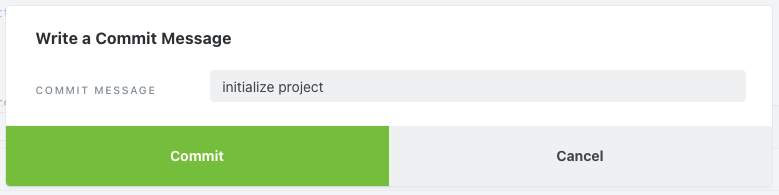 Write a Commit Message
COMMIT MESSAGE
initialize project
Commit
Cancel